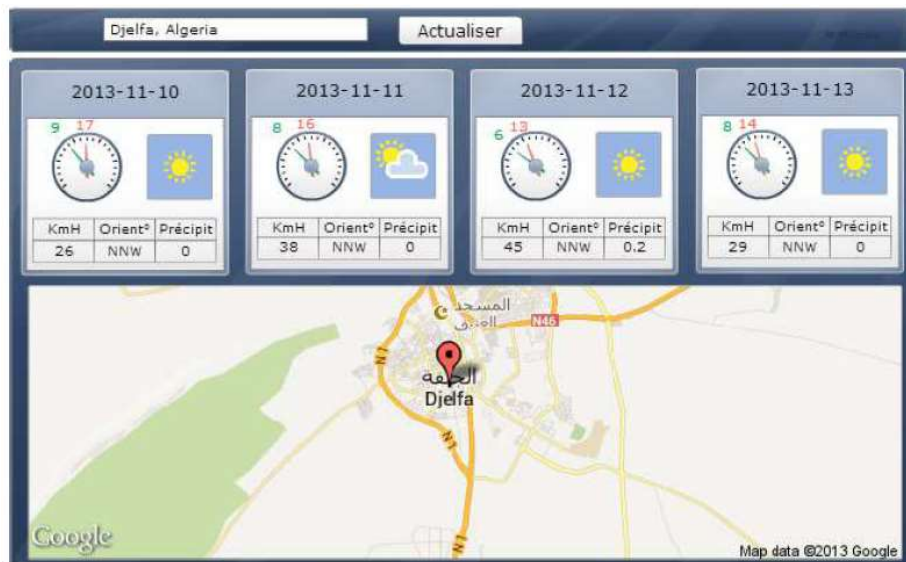 Djelfa, Algeria
Actualiser
2013-11-10
9 17
KmH Orient° Précipit
26 NNW 0
2013-11-11
8 16
KmH Orient° Précipit
38 NNW 0
2013-11-12
6 13
KmH Orient° Précipit
45 NNW 0.2
2013-11-13
8 14
KmH Orient° Précipit
29 NNW 0
المسجد
N46
N1
الجلفة
Djelfa
N1
N1
Google
Map data ©2013 Google